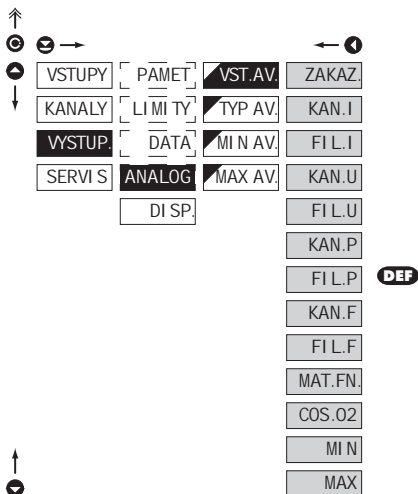 VSTUPY PAMET VST.AV. ZAKAZ.
KANALY LIMITY TYP AV. KAN.I
VYSTUP. DATA MIN AV. FIL.I
SERVIS ANALOG MAX AV. KAN.U
DISP. FIL.U
KAN.P
FIL.P DEF
KAN.F
FIL.F
MAT.FN.
COS.02
MIN
MAX